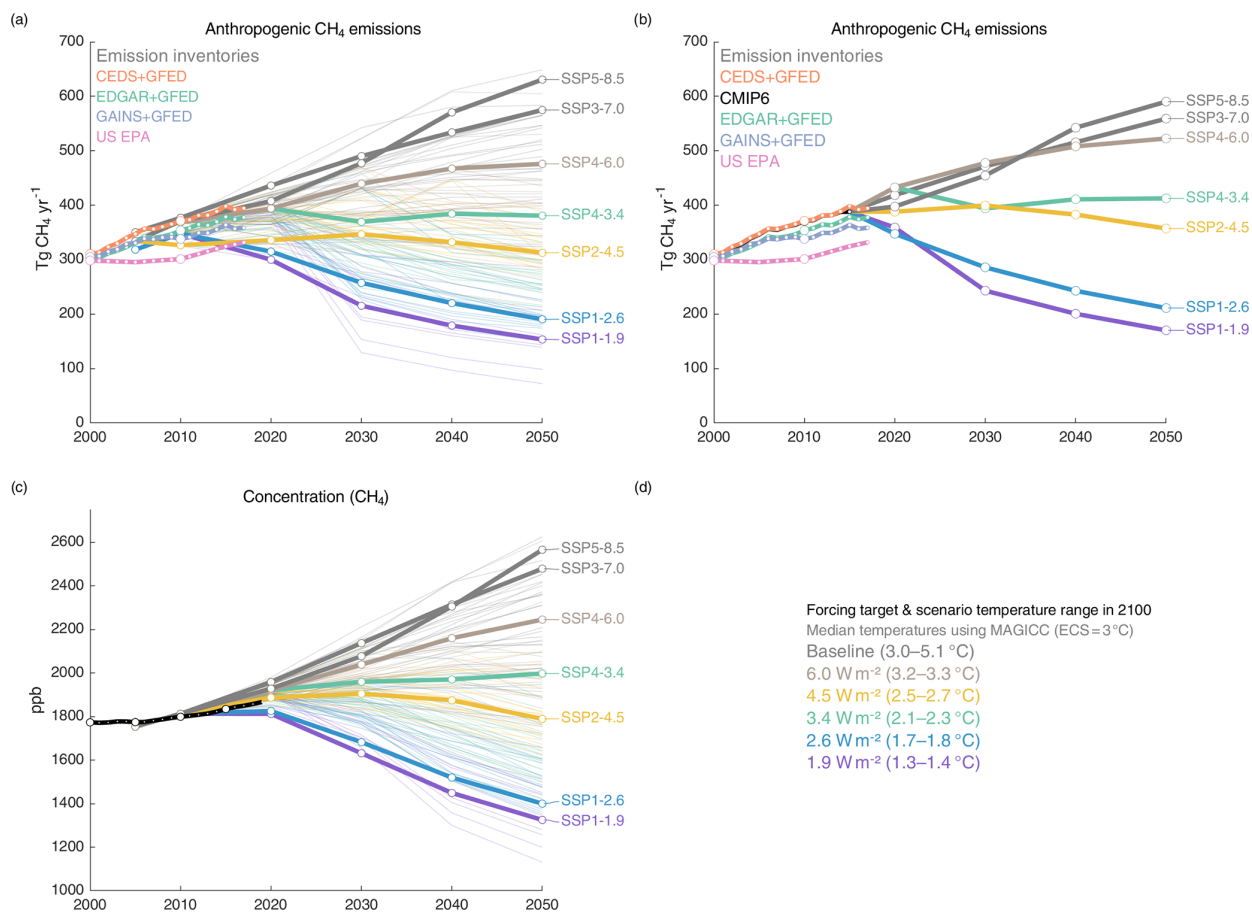 (a)
Anthropogenic CH₄ emissions
Tg CH₄ yr⁻¹
700
600
500
400
300
200
100
0
2000
2010
2020
2030
2040
2050
Emission inventories
CEDS+GFED
EDGAR+GFED
GAINS+GFED
US EPA
SSP5-8.5
SSP3-7.0
SSP4-6.0
SSP4-3.4
SSP2-4.5
SSP1-2.6
SSP1-1.9
(b)
Anthropogenic CH₄ emissions
Tg CH₄ yr⁻¹
700
600
500
400
300
200
100
0
2000
2010
2020
2030
2040
2050
Emission inventories
CEDS+GFED
CMIP6
EDGAR+GFED
GAINS+GFED
US EPA
SSP5-8.5
SSP3-7.0
SSP4-6.0
SSP4-3.4
SSP2-4.5
SSP1-2.6
SSP1-1.9
(c)
Concentration (CH₄)
ppb
2600
2400
2200
2000
1800
1600
1400
1200
1000
2000
2010
2020
2030
2040
2050
SSP5-8.5
SSP3-7.0
SSP4-6.0
SSP4-3.4
SSP2-4.5
SSP1-2.6
SSP1-1.9
(d)
Forcing target & scenario temperature range in 2100
Median temperatures using MAGICC (ECS = 3 °C)
Baseline (3.0–5.1 °C)
6.0 W m⁻² (3.2–3.3 °C)
4.5 W m⁻² (2.5–2.7 °C)
3.4 W m⁻² (2.1–2.3 °C)
2.6 W m⁻² (1.7–1.8 °C)
1.9 W m⁻² (1.3–1.4 °C)